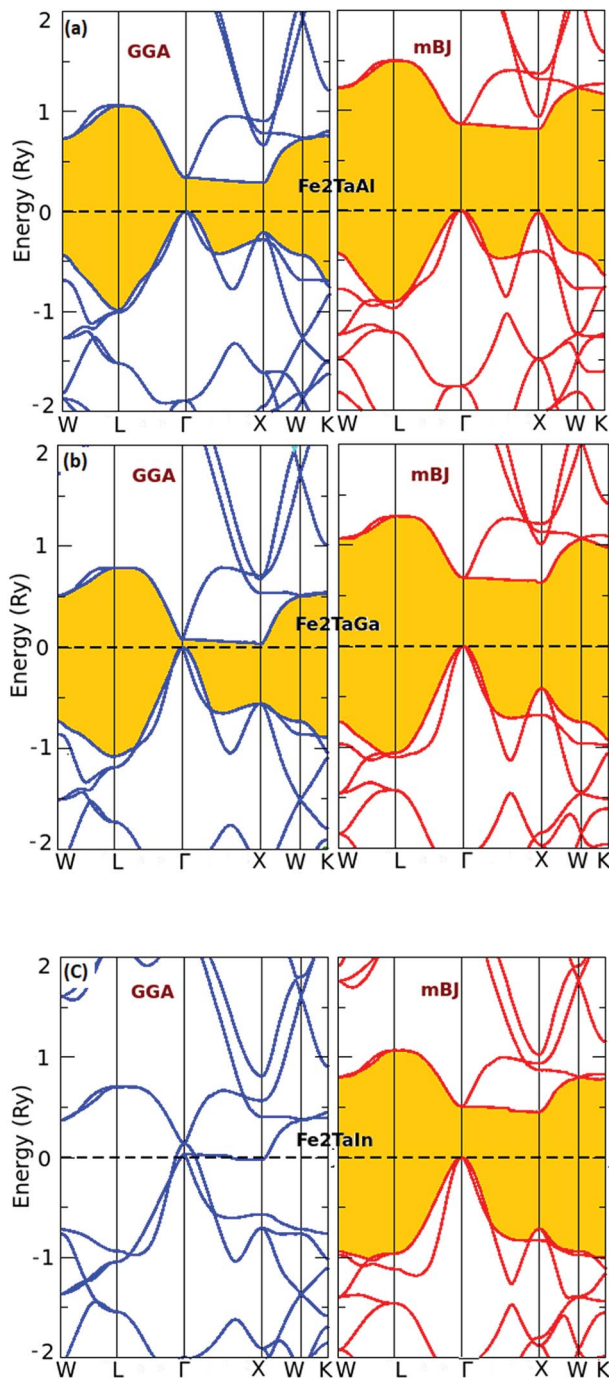 (a) GGA mBJ
2
1
0
-1
-2
Energy (Ry)
Fe2TaAl
W L Γ X W K W L Γ X W K
(b) GGA mBJ
2
1
0
-1
-2
Energy (Ry)
Fe2TaGa
W L Γ X W K W L Γ X W K
(C) GGA mBJ
2
1
0
-1
-2
Energy (Ry)
Fe2TaIn
W L Γ X W K W L Γ X W K